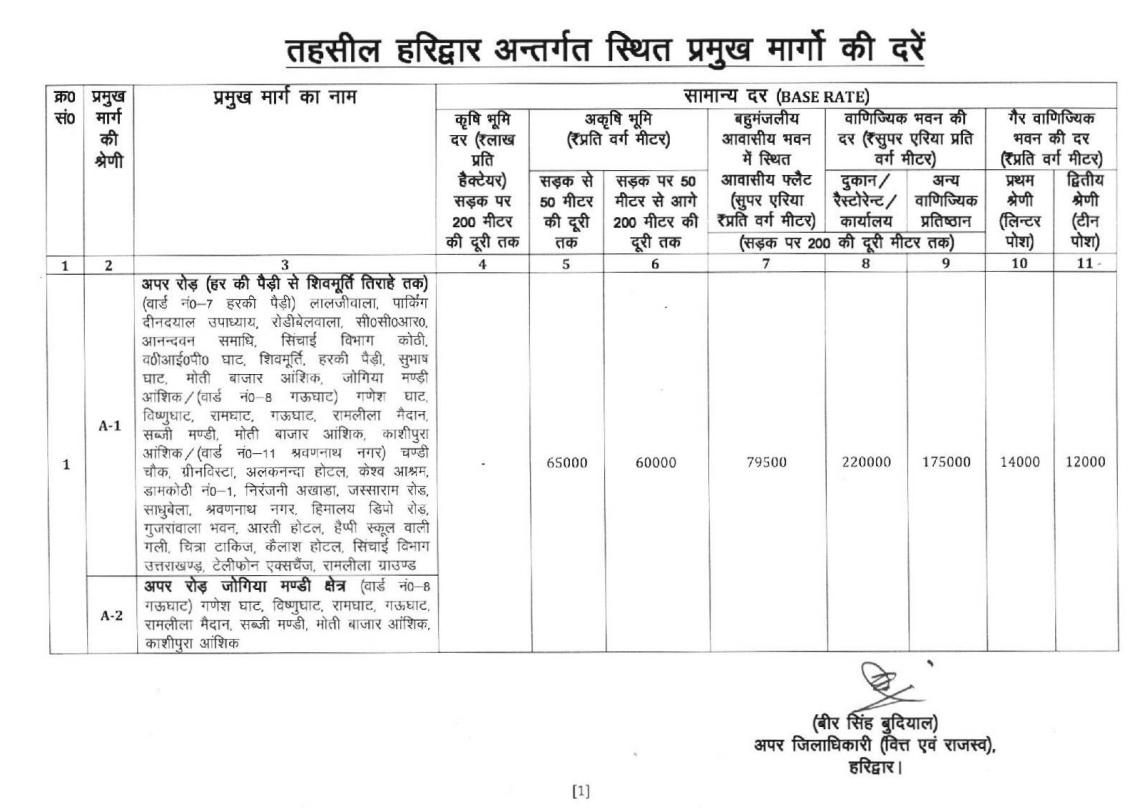 तहसील हरिद्वार अन्तर्गत स्थित प्रमुख मार्गो की दरें
क्र0 सं0
प्रमुख मार्ग की श्रेणी
प्रमुख मार्ग का नाम
सामान्य दर (BASE RATE)
कृषि भूमि
दर (₹लाख
प्रति
हैक्टेयर)
सड़क पर
200 मीटर
की दूरी तक
अकृषि भूमि
(₹प्रति वर्ग मीटर)
सड़क से
50 मीटर
की दूरी
तक
सड़क पर 50
मीटर से आगे
200 मीटर की
दूरी तक
बहुमंजलीय
आवासीय भवन
में स्थित
आवासीय फ्लैट
(सुपर एरिया
₹प्रति वर्ग मीटर)
वाणिज्यिक भवन की
दर (₹सुपर एरिया प्रति
वर्ग मीटर)
दुकान/
रैस्टोरेन्ट/
कार्यालय
अन्य
वाणिज्यिक
प्रतिष्ठान
(सड़क पर 200 की दूरी मीटर तक)
गैर वाणिज्यिक
भवन की दर
(₹प्रति वर्ग मीटर)
प्रथम
श्रेणी
(लिन्टर
पोश)
द्वितीय
श्रेणी
(टीन
पोश)
1 2 3 4 5 6 7 8 9 10 11
1
A-1
अपर रोड़ (हर की पैड़ी से शिवमूर्ति तिराहे तक)
(वार्ड नं0–7 हरकी पैड़ी) लालजीवाला, पार्किंग
दीनदयाल उपाध्याय, रोडीबेलवाला, सी0सी0आर0,
आनन्दवन समाधि, सिंचाई विभाग कोठी,
व0ीआई0पी0 घाट, शिवमूर्ति, हरकी पैड़ी, सुभाष
घाट, मोती बाजार आंशिक, जोगिया मण्ड़ी
आंशिक/(वार्ड नं0–8 गऊघाट) गणेश घाट,
विष्णुघाट, रामघाट, गऊघाट, रामलीला मैदान,
सब्जी मण्ड़ी, मोती बाजार आंशिक, काशीपुरा
आंशिक/(वार्ड नं0–11 श्रवणनाथ नगर) चण्डी
चौक, ग्रीनविस्टा, अलकनन्दा होटल, केश्व आश्रम,
डामकोठी नं0–1, निरंजनी अखाडा, जस्साराम रोड,
साधुबेला, श्रवणनाथ नगर, हिमालय डिपो रोड,
गुजरांवाला भवन, आरती होटल, हैप्पी स्कूल वाली
गली, चित्रा टाकिज, कैलाश होटल, सिंचाई विभाग
उत्तराखण्ड़, टेलीफोन एक्सचैंज, रामलीला ग्राउण्ड
- 65000 60000 79500 220000 175000 14000 12000
A-2
अपर रोड़ जोगिया मण्डी क्षेत्र (वार्ड नं0–8
गऊघाट) गणेश घाट, विष्णुघाट, रामघाट, गऊघाट,
रामलीला मैदान, सब्जी मण्डी, मोती बाजार आंशिक,
काशीपुरा आंशिक
(बीर सिंह बुदियाल)
अपर जिलाधिकारी (वित्त एवं राजस्व),
हरिद्वार।
[1]